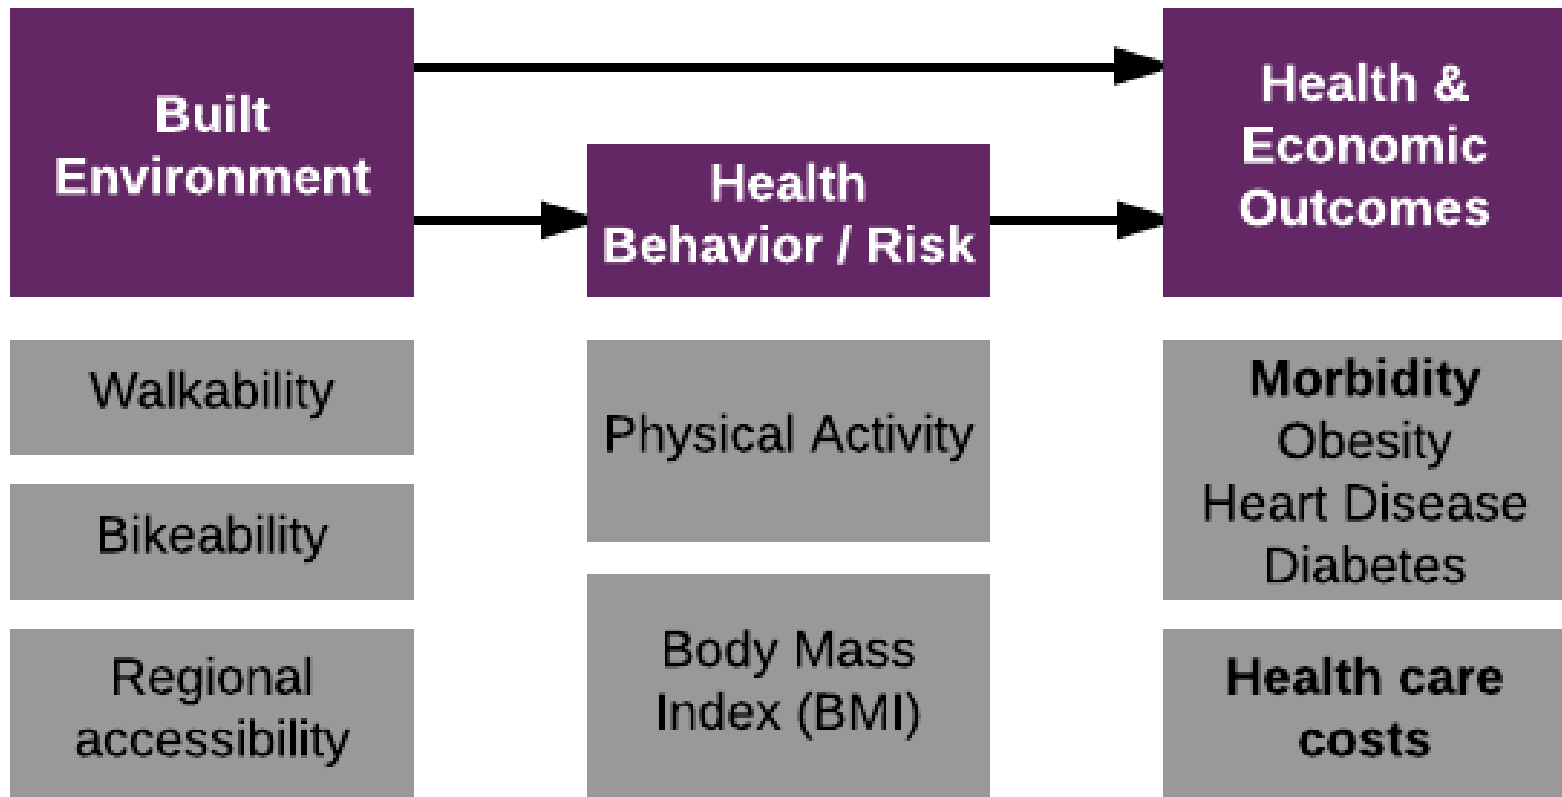 Built
Environment
Health
Behavior / Risk
Health &
Economic
Outcomes
Walkability
Bikeability
Regional
accessibility
Physical Activity
Body Mass
Index (BMI)
Morbidity
Obesity
Heart Disease
Diabetes
Health care
costs